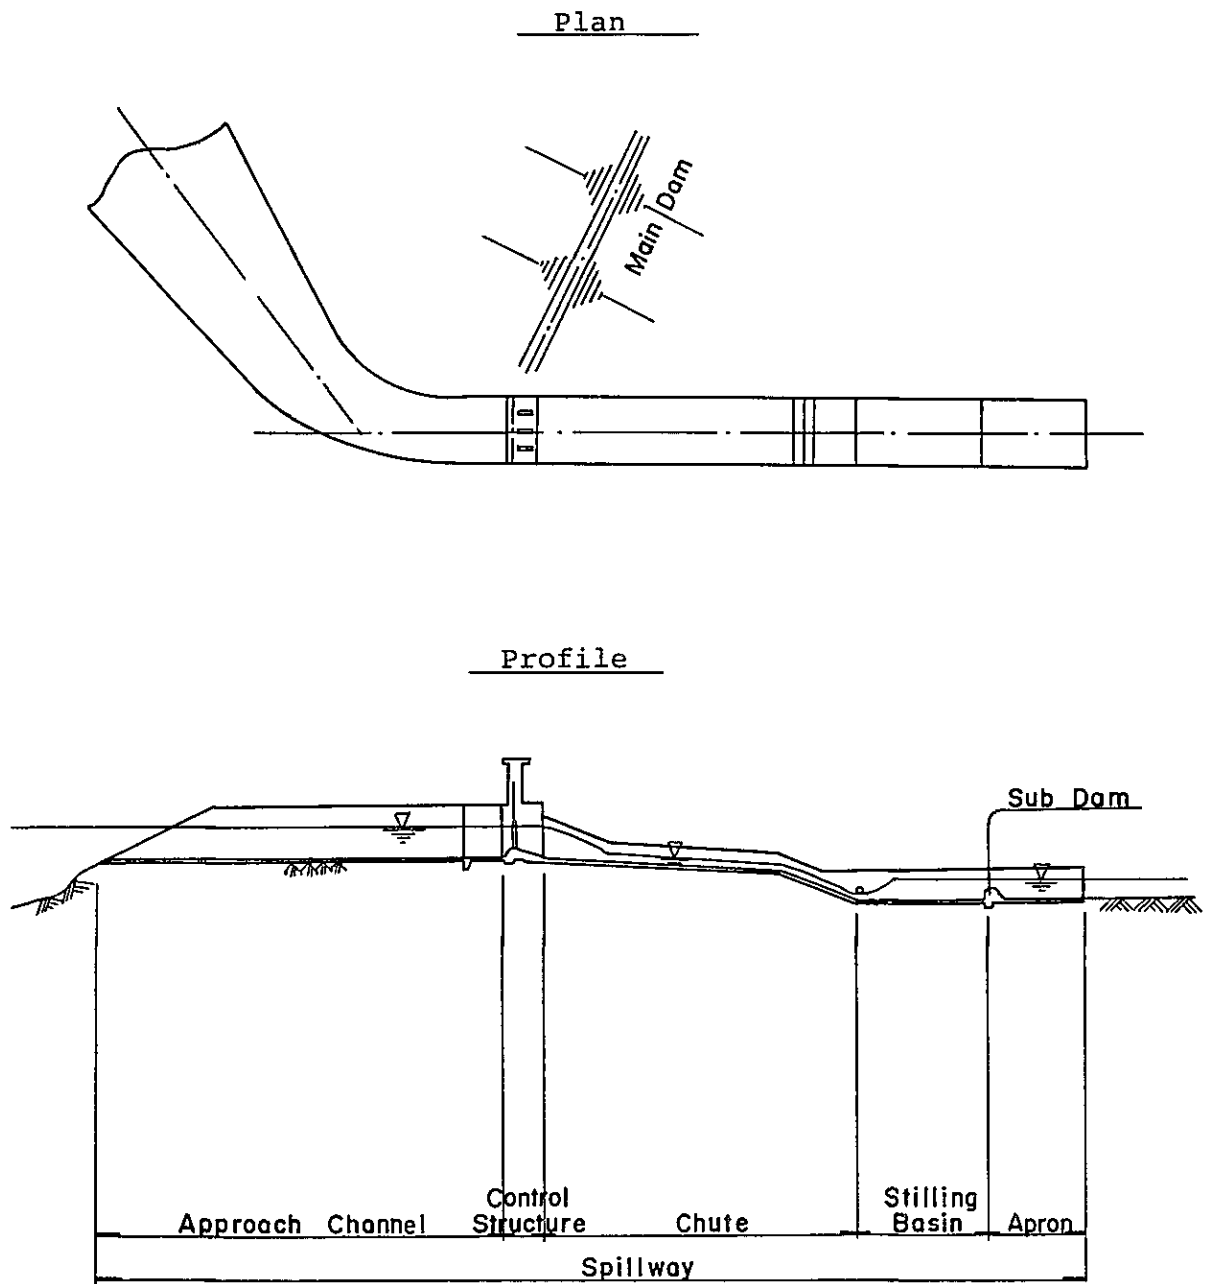 Plan
Main Dam
Profile
Sub Dam
Approach Channel
Control
Structure
Chute
Stilling
Basin
Apron
Spillway